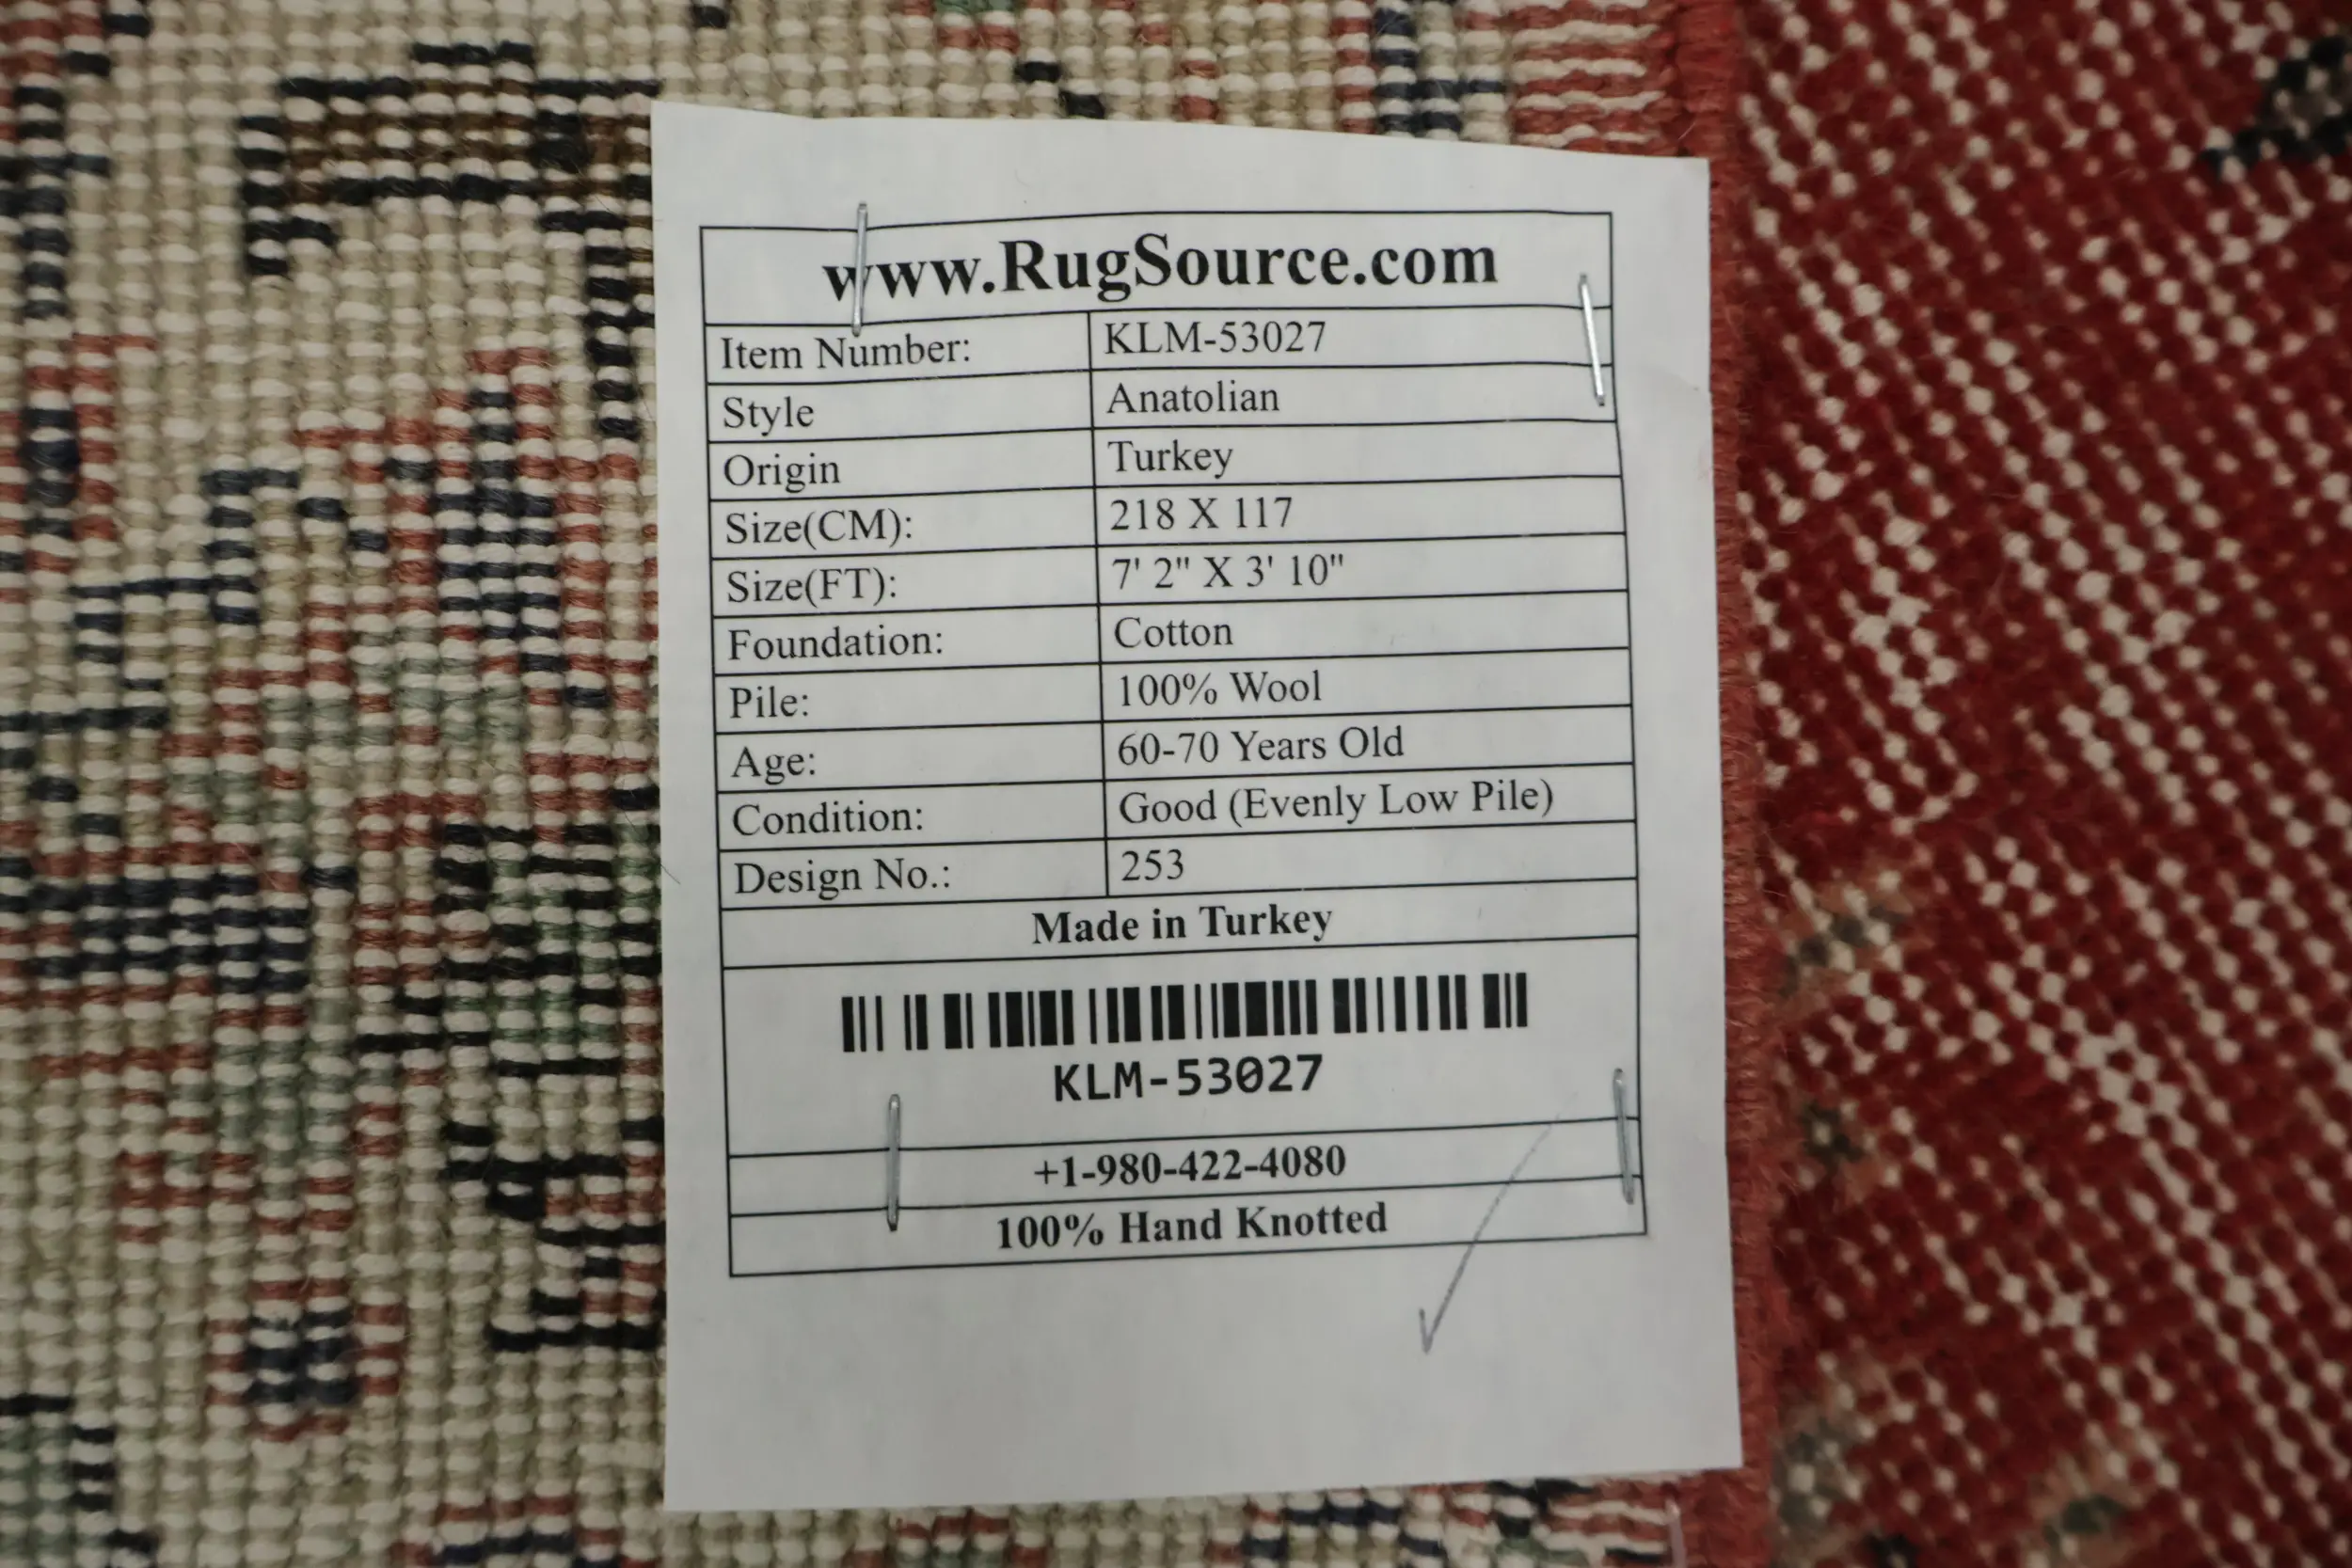 www.RugSource.com
Item Number: KLM-53027
Style Anatolian
Origin Turkey
Size(CM): 218 X 117
Size(FT): 7' 2" X 3' 10"
Foundation: Cotton
Pile: 100% Wool
Age: 60-70 Years Old
Condition: Good (Evenly Low Pile)
Design No.: 253
Made in Turkey
KLM-53027
+1-980-422-4080
100% Hand Knotted